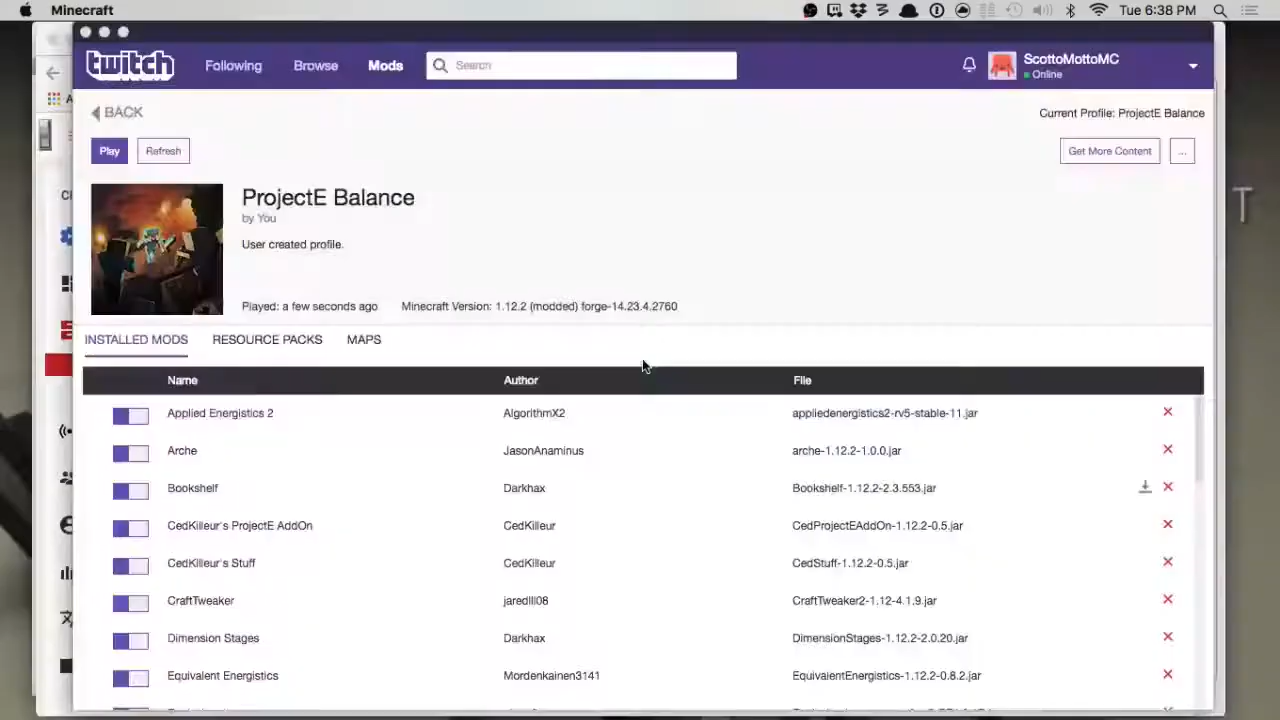 Minecraft
Tue 6:38 PM
twitch
Following
Browse
Mods
Search
ScottoMottoMC
Online
BACK
Current Profile: ProjectE Balance
Play
Refresh
Get More Content
...
ProjectE Balance
by You
User created profile.
Played: a few seconds ago
Minecraft Version: 1.12.2 (modded) forge-14.23.4.2760
INSTALLED MODS
RESOURCE PACKS
MAPS
Name
Author
File
Applied Energistics 2
AlgorithmX2
appliedenergistics2-rv5-stable-11.jar
Arche
JasonAnaminus
arche-1.12.2-1.0.0.jar
Bookshelf
Darkhax
Bookshelf-1.12.2-2.3.553.jar
CedKilleur's ProjectE AddOn
CedKilleur
CedProjectEAddOn-1.12.2-0.5.jar
CedKilleur's Stuff
CedKilleur
CedStuff-1.12.2-0.5.jar
CraftTweaker
jaredlll08
CraftTweaker2-1.12-4.1.9.jar
Dimension Stages
Darkhax
DimensionStages-1.12.2-2.0.20.jar
Equivalent Energistics
Mordenkainen3141
EquivalentEnergistics-1.12.2-0.8.2.jar